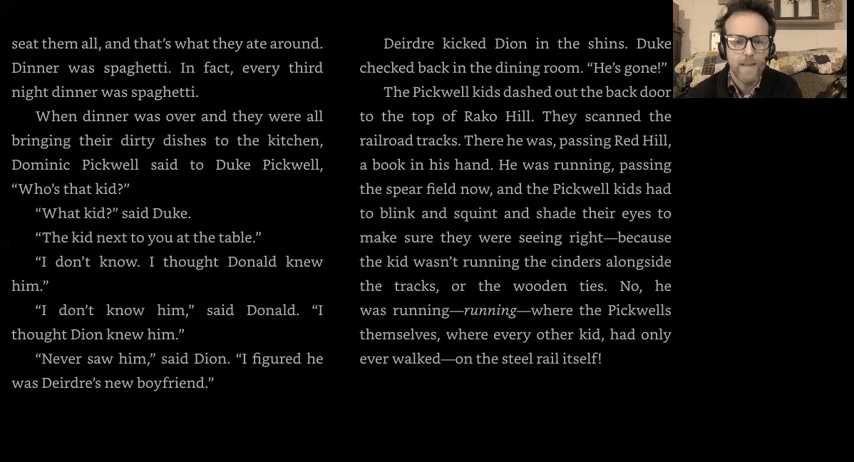 seat them all, and that’s what they ate around.
Dinner was spaghetti. In fact, every third
night dinner was spaghetti.
When dinner was over and they were all
bringing their dirty dishes to the kitchen,
Dominic Pickwell said to Duke Pickwell,
“Who’s that kid?”
“What kid?” said Duke.
“The kid next to you at the table.”
“I don’t know. I thought Donald knew
him.”
“I don’t know him,” said Donald. “I
thought Dion knew him.”
“Never saw him,” said Dion. “I figured he
was Deirdre’s new boyfriend.”
Deirdre kicked Dion in the shins. Duke
checked back in the dining room. “He’s gone!”
The Pickwell kids dashed out the back door
to the top of Rako Hill. They scanned the
railroad tracks. There he was, passing Red Hill,
a book in his hand. He was running, passing
the spear field now, and the Pickwell kids had
to blink and squint and shade their eyes to
make sure they were seeing right—because
the kid wasn’t running the cinders alongside
the tracks, or the wooden ties. No, he
was running—running—where the Pickwells
themselves, where every other kid, had only
ever walked—on the steel rail itself!